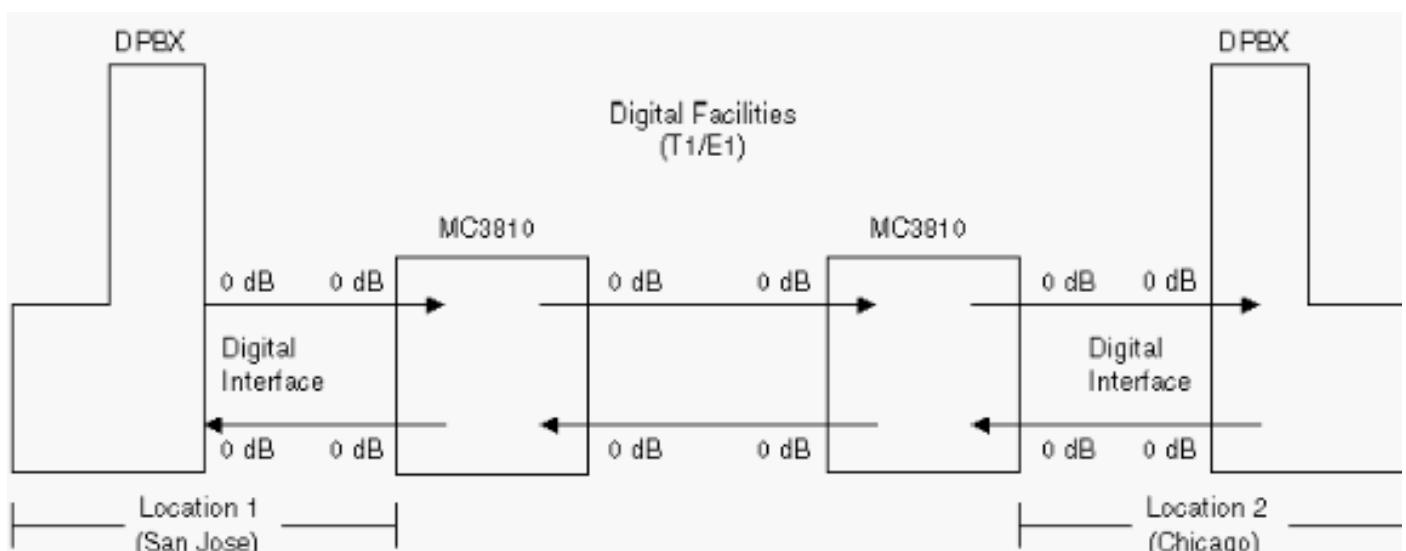 DPBX
DPBX
Digital Facilities
(T1/E1)
MC3810
MC3810
0 dB 0 dB 0 dB 0 dB 0 dB 0 dB
Digital
Interface
Digital
Interface
0 dB 0 dB 0 dB 0 dB 0 dB 0 dB
Location 1
(San Jose)
Location 2
(Chicago)